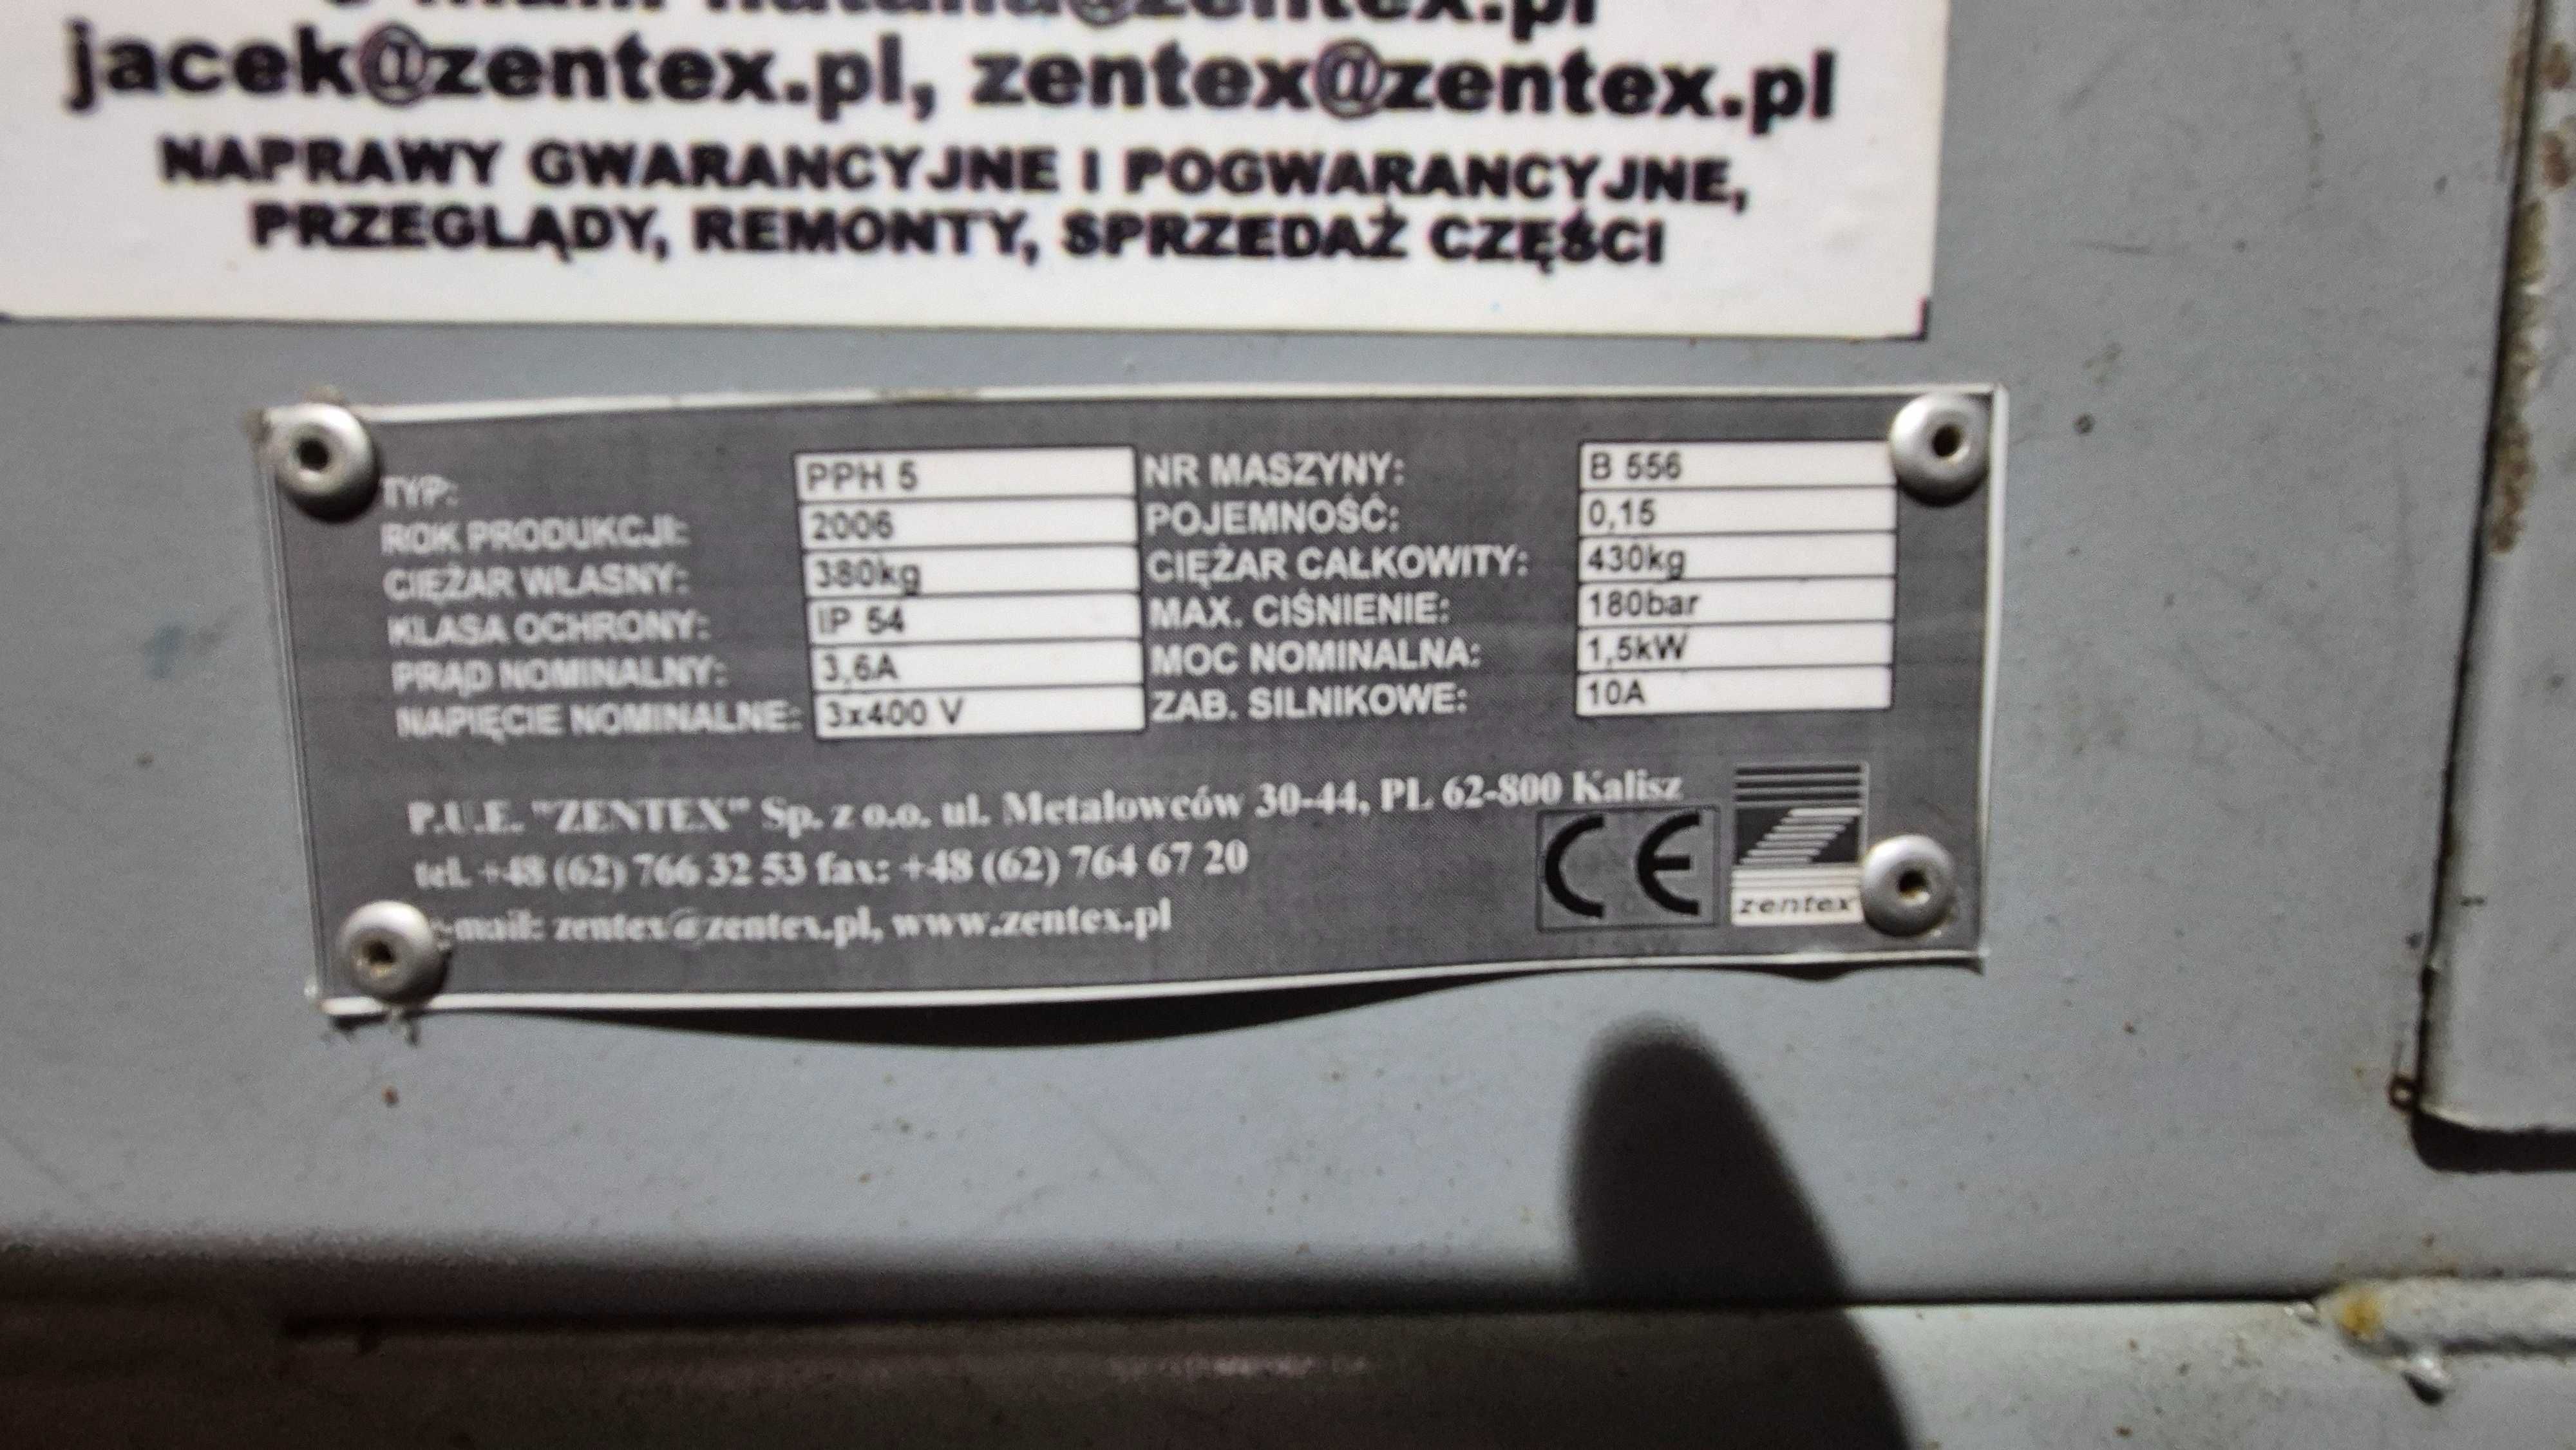 jacek@zentex.pl, zentex@zentex.pl
NAPRAWY GWARANCYJNE I POGWARANCYJNE,
PRZEGLĄDY, REMONTY, SPRZEDAŻ CZĘŚCI
TYP: PPH 5 NR MASZYNY: B 556
ROK PRODUKCJI: 2006 POJEMNOŚĆ: 0,15
CIĘŻAR WŁASNY: 380kg CIĘŻAR CAŁKOWITY: 430kg
KLASA OCHRONY: IP 54 MAX. CIŚNIENIE: 180bar
PRĄD NOMINALNY: 3,6A MOC NOMINALNA: 1,5kW
NAPIĘCIE NOMINALNE: 3x400 V ZAB. SILNIKOWE: 10A
P.U.E. "ZENTEX" Sp. z o.o. ul. Metalowców 30-44, PL 62-800 Kalisz
tel. +48 (62) 766 32 53 fax: +48 (62) 764 67 20
e-mail: zentex@zentex.pl, www.zentex.pl
CE
zentex